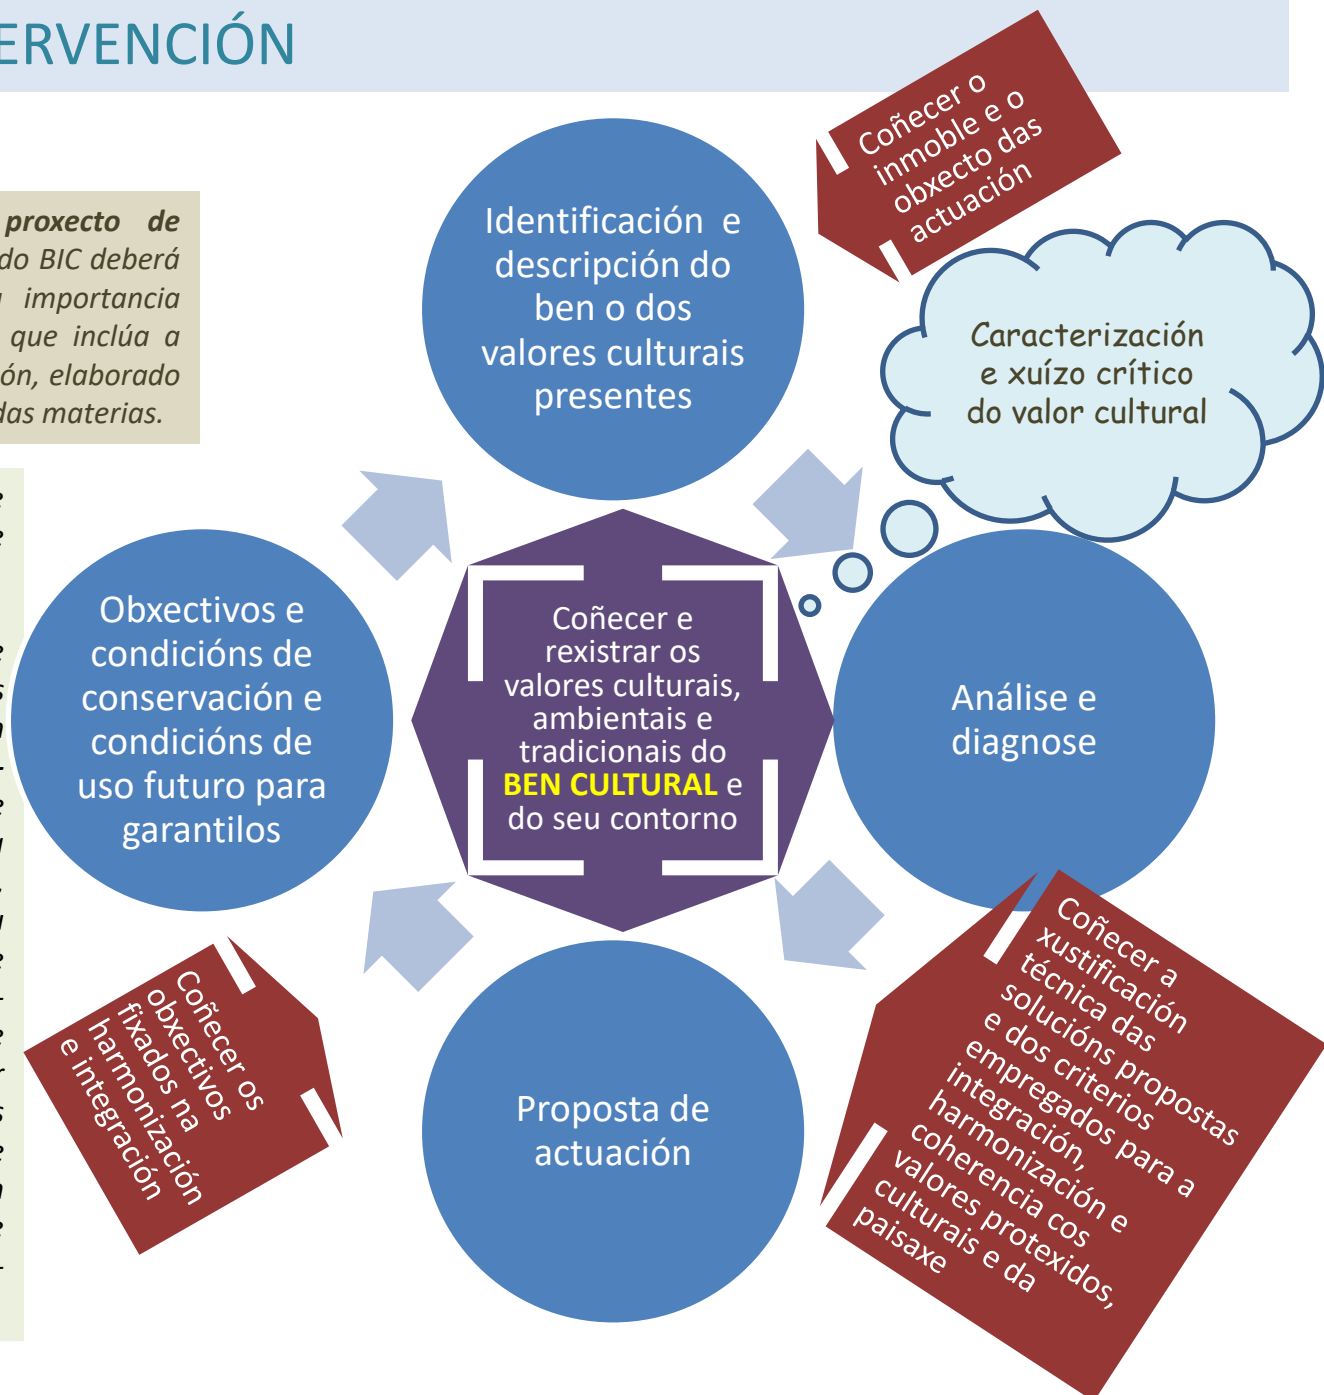 ERVENCIÓN
proxecto de
do BIC deberá
importancia
que inclúa a
ón, elaborado
das materias.
Coñecer o
inmoble e o
obxecto das
actuación
Identificación e
descripción do
ben o dos
valores culturais
presentes
Caracterización
e xuízo crítico
do valor cultural
Obxectivos e
condicións de
conservación e
condicións de
uso futuro para
garantilos
Coñecer e
rexistrar os
valores culturais,
ambientais e
tradicionais do
BEN CULTURAL e
do seu contorno
Análise e
diagnose
Coñecer os
obxectivos
fixados na
harmonización
e integración
Proposta de
actuación
Coñecer a
xustificación
técnica das
solucións propostas
e dos criterios
empregados para a
integración,
harmonización e
coherencia cos
valores protexidos,
culturais e da
paisaxe